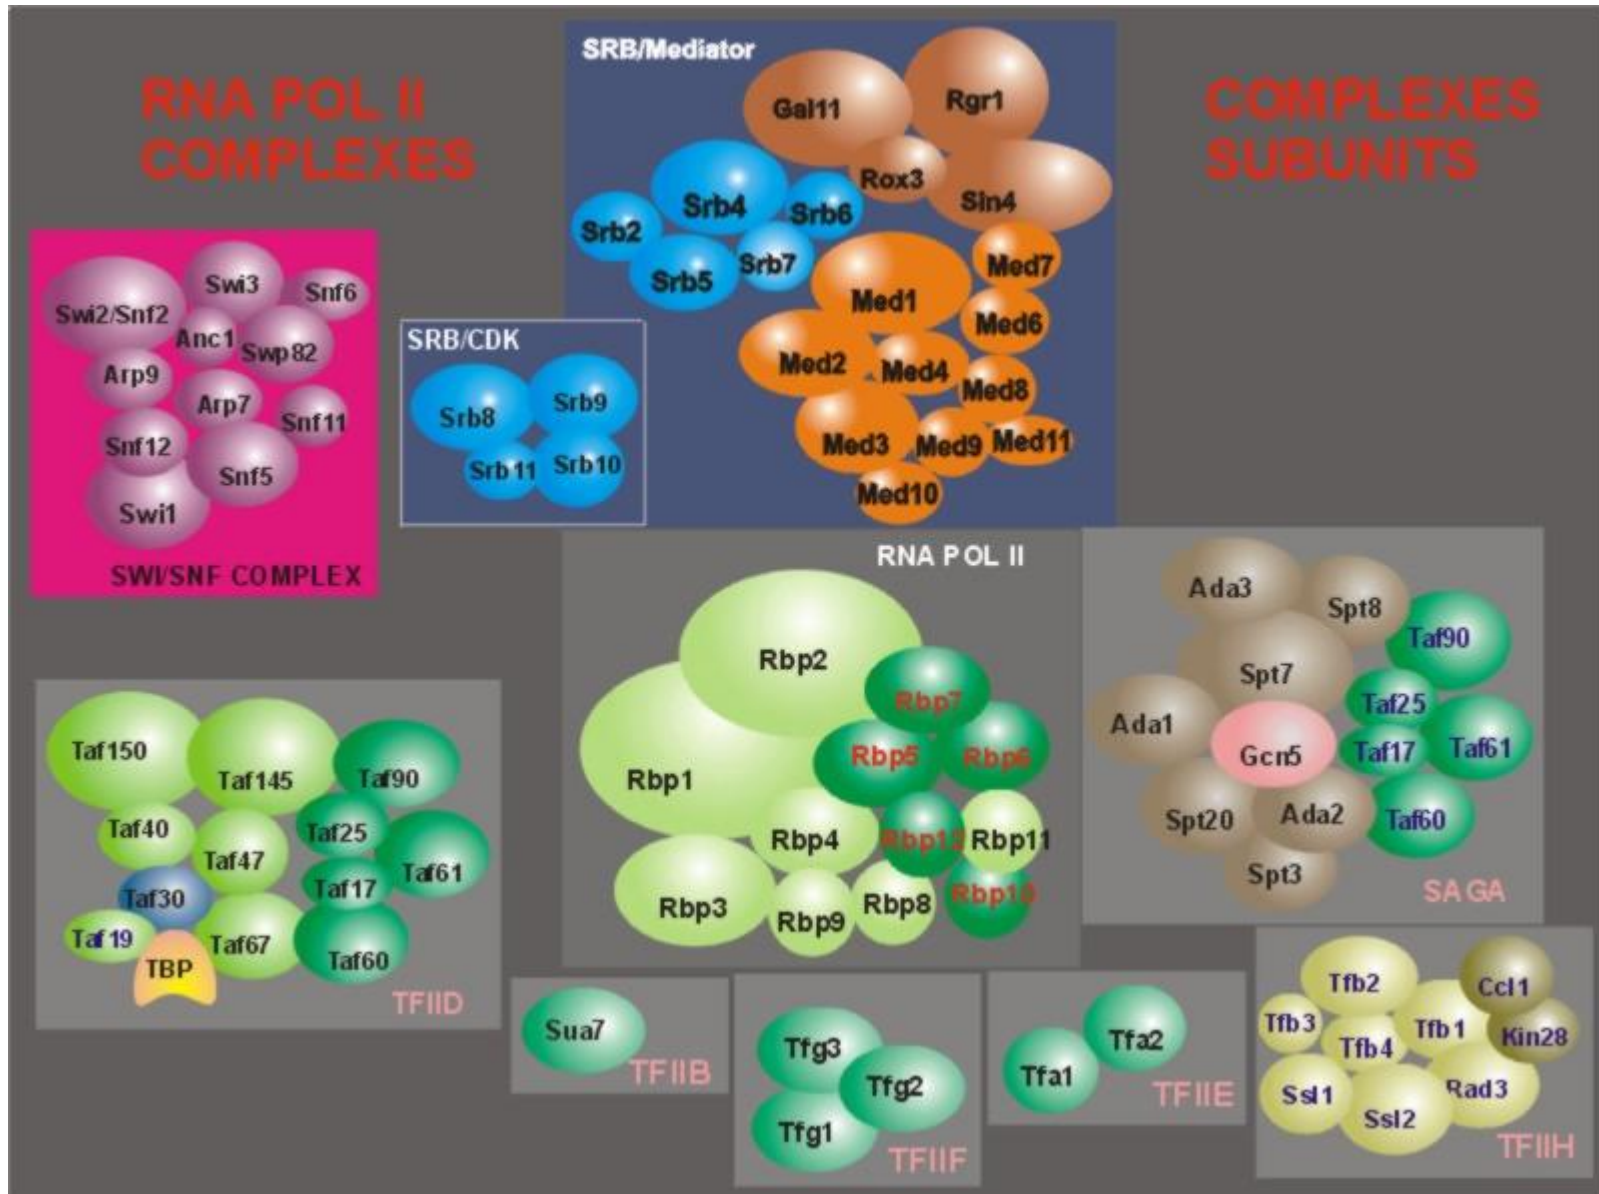 RNA POL II
COMPLEXES
COMPLEXES
SUBUNITS
SRB/Mediator
Gal11
Rgr1
Rox3
Sin4
Srb4
Srb6
Srb2
Srb5
Srb7
Med7
Med1
Med6
Med2
Med4
Med8
Med3
Med9
Med11
Med10
Swi3
Snf6
Swi2/Snf2
Anc1
Swp82
Arp9
Arp7
Snf11
Snf12
Snf5
Swi1
SWI/SNF COMPLEX
SRB/CDK
Srb8
Srb9
Srb11
Srb10
RNA POL II
Rbp2
Rbp7
Rbp1
Rbp5
Rbp6
Rbp4
Rbp12
Rbp11
Rbp3
Rbp9
Rbp8
Rbp10
Ada3
Spt8
Taf90
Spt7
Taf25
Ada1
Gcn5
Taf17
Taf61
Spt20
Ada2
Taf60
Spt3
SAGA
Taf150
Taf145
Taf90
Taf40
Taf47
Taf25
Taf61
Taf30
Taf17
Taf19
Taf67
Taf60
TBP
TFIID
Sua7
TFIIB
Tfg3
Tfg2
Tfg1
TFIIF
Tfa2
Tfa1
TFIIE
Tfb2
Ccl1
Tfb3
Tfb4
Tfb1
Kin28
Ssl1
Ssl2
Rad3
TFIIH